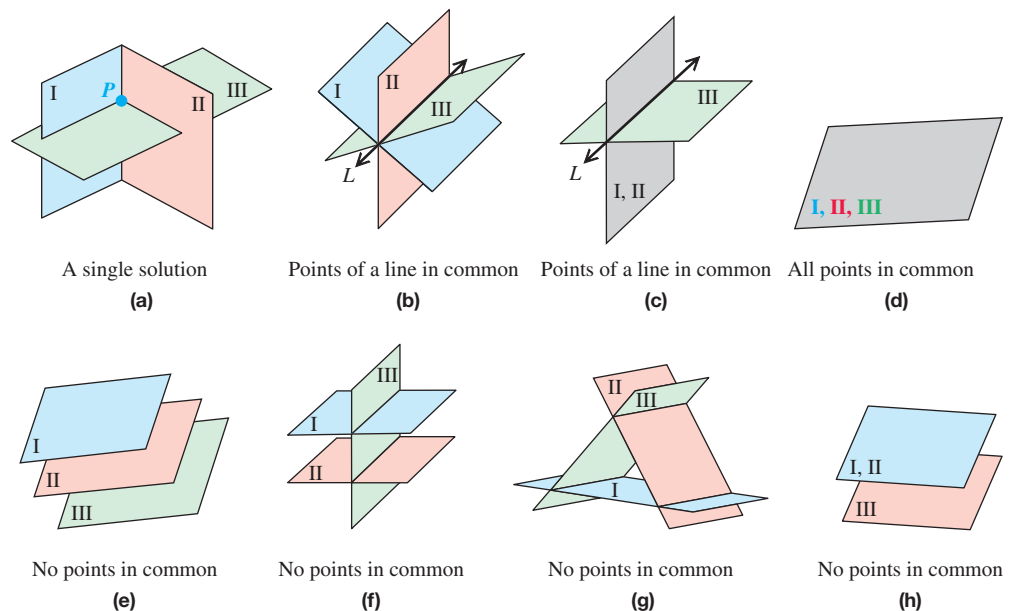 I
P
II
III
A single solution
(a)
I
II
III
L
Points of a line in common
(b)
III
L
I, II
Points of a line in common
(c)
I, II, III
All points in common
(d)
I
II
III
No points in common
(e)
III
I
II
No points in common
(f)
II
III
I
No points in common
(g)
I, II
III
No points in common
(h)